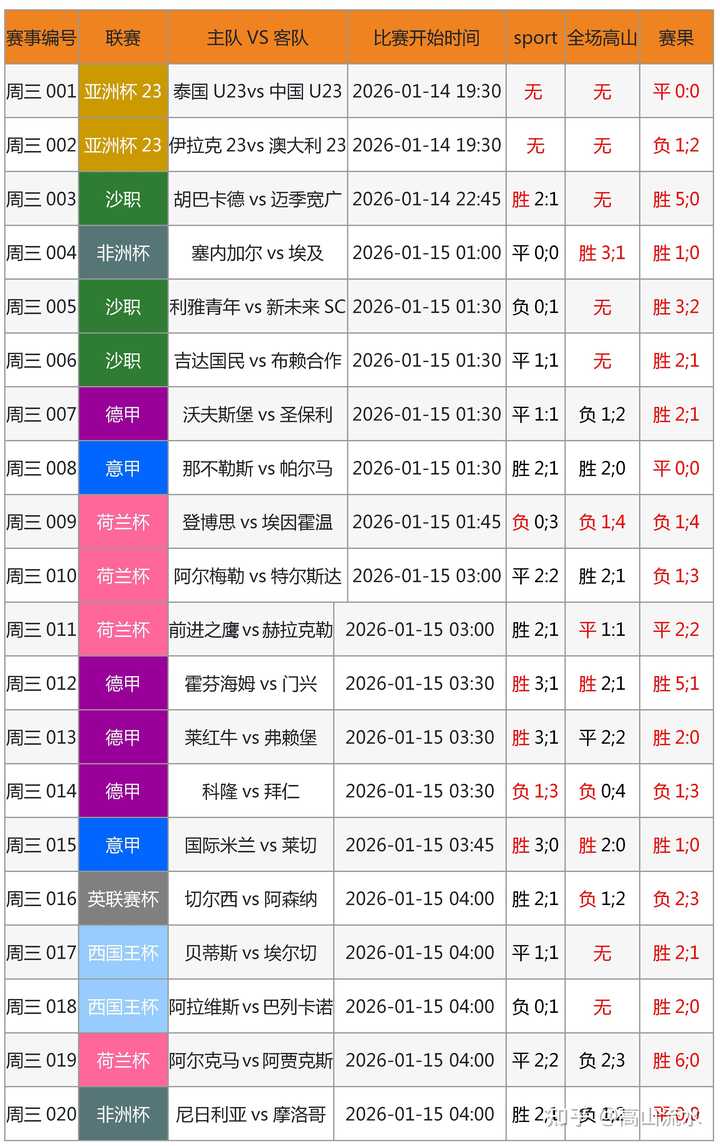 赛事编号 联赛 主队 VS 客队 比赛开始时间 sport 全场高山 赛果
周三 001 亚洲杯 23 泰国 U23vs 中国 U23 2026-01-14 19:30 无 无 平 0:0
周三 002 亚洲杯 23 伊拉克 23vs 澳大利 23 2026-01-14 19:30 无 无 负 1;2
周三 003 沙职 胡巴卡德 vs 迈季宽广 2026-01-14 22:45 胜 2:1 无 胜 5;0
周三 004 非洲杯 塞内加尔 vs 埃及 2026-01-15 01:00 平 0;0 胜 3;1 胜 1;0
周三 005 沙职 利雅青年 vs 新未来 SC 2026-01-15 01:30 负 0;1 无 胜 3;2
周三 006 沙职 吉达国民 vs 布赖合作 2026-01-15 01:30 平 1;1 无 胜 2;1
周三 007 德甲 沃夫斯堡 vs 圣保利 2026-01-15 01:30 平 1:1 负 1;2 胜 2;1
周三 008 意甲 那不勒斯 vs 帕尔马 2026-01-15 01:30 胜 2;1 胜 2;0 平 0;0
周三 009 荷兰杯 登博思 vs 埃因霍温 2026-01-15 01:45 负 0:3 负 1;4 负 1;4
周三 010 荷兰杯 阿尔梅勒 vs 特尔斯达 2026-01-15 03:00 平 2:2 胜 2;1 负 1;3
周三 011 荷兰杯 前进之鹰 vs 赫拉克勒 2026-01-15 03:00 胜 2;1 平 1:1 平 2;2
周三 012 德甲 霍芬海姆 vs 门兴 2026-01-15 03:30 胜 3;1 胜 2;1 胜 5;1
周三 013 德甲 莱红牛 vs 弗赖堡 2026-01-15 03:30 胜 3;1 平 2;2 胜 2:0
周三 014 德甲 科隆 vs 拜仁 2026-01-15 03:30 负 1;3 负 0;4 负 1;3
周三 015 意甲 国际米兰 vs 莱切 2026-01-15 03:45 胜 3;0 胜 2:0 胜 1;0
周三 016 英联赛杯 切尔西 vs 阿森纳 2026-01-15 04:00 胜 2;1 负 1;2 负 2;3
周三 017 西国王杯 贝蒂斯 vs 埃尔切 2026-01-15 04:00 平 1;1 无 胜 2;1
周三 018 西国王杯 阿拉维斯 vs 巴列卡诺 2026-01-15 04:00 负 0;1 无 胜 2;0
周三 019 荷兰杯 阿尔克马 vs 阿贾克斯 2026-01-15 04:00 平 2;2 负 2;3 胜 6;0
周三 020 非洲杯 尼日利亚 vs 摩洛哥 2026-01-15 04:00 胜 2;1 负 1;2 平 0;0
知乎 @高山流水